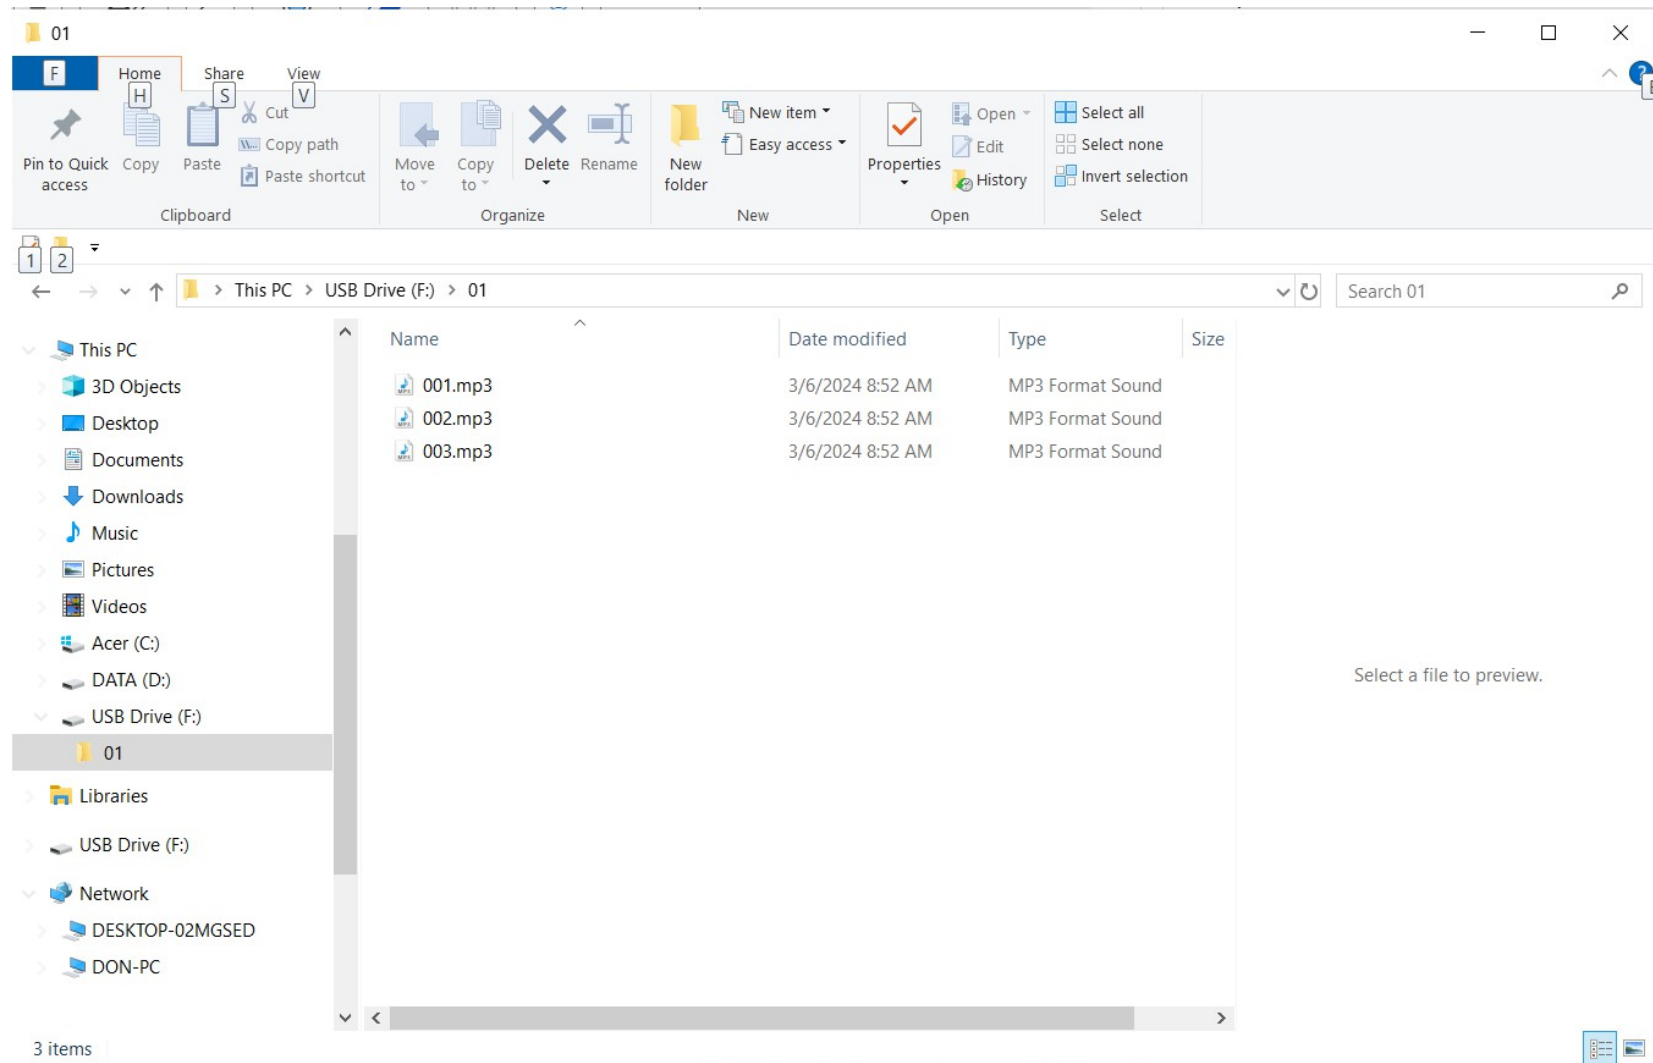 01
F
Home Share View
H S V
Pin to Quick access
Copy
Paste
Cut
Copy path
Paste shortcut
Clipboard
Move to
Copy to
Delete
Rename
Organize
New folder
New item
Easy access
New
Properties
Open
Edit
History
Open
Select all
Select none
Invert selection
Select
1 2
This PC > USB Drive (F:) > 01
Search 01
This PC
3D Objects
Desktop
Documents
Downloads
Music
Pictures
Videos
Acer (C:)
DATA (D:)
USB Drive (F:)
01
Libraries
USB Drive (F:)
Network
DESKTOP-02MGSED
DON-PC
Name Date modified Type Size
001.mp3 3/6/2024 8:52 AM MP3 Format Sound
002.mp3 3/6/2024 8:52 AM MP3 Format Sound
003.mp3 3/6/2024 8:52 AM MP3 Format Sound
Select a file to preview.
3 items